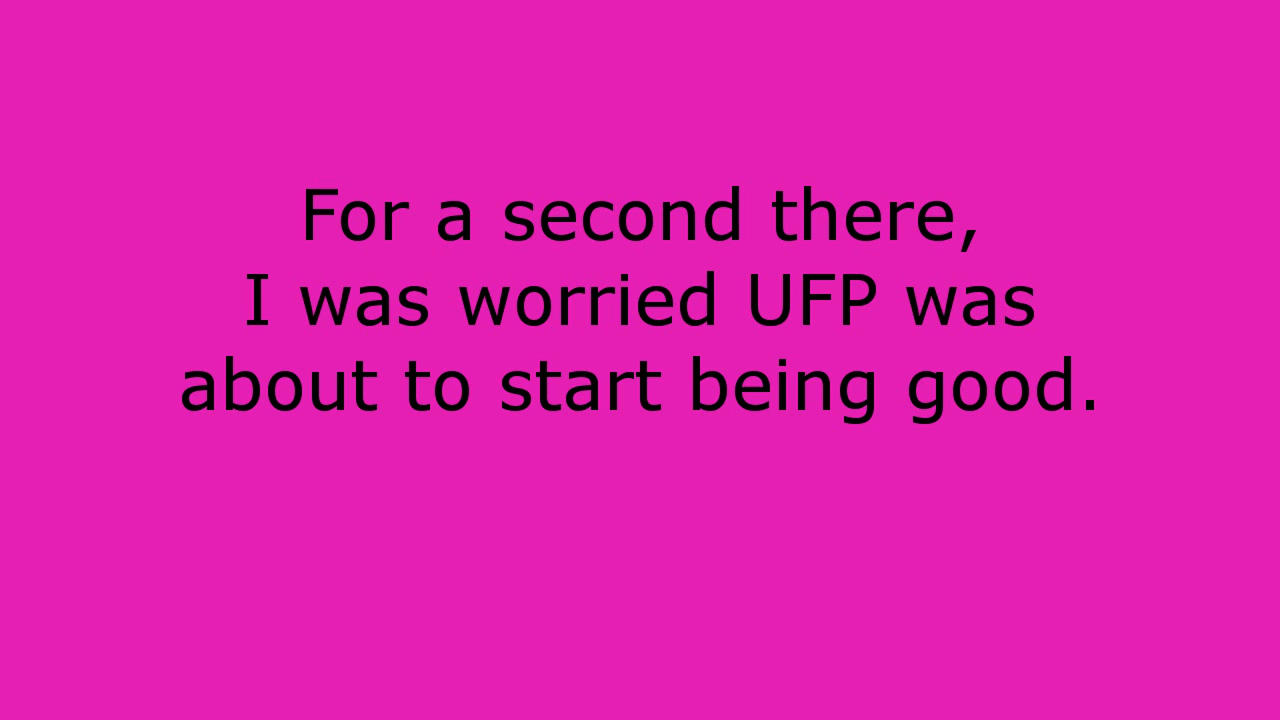 For a second there,
I was worried UFP was
about to start being good.